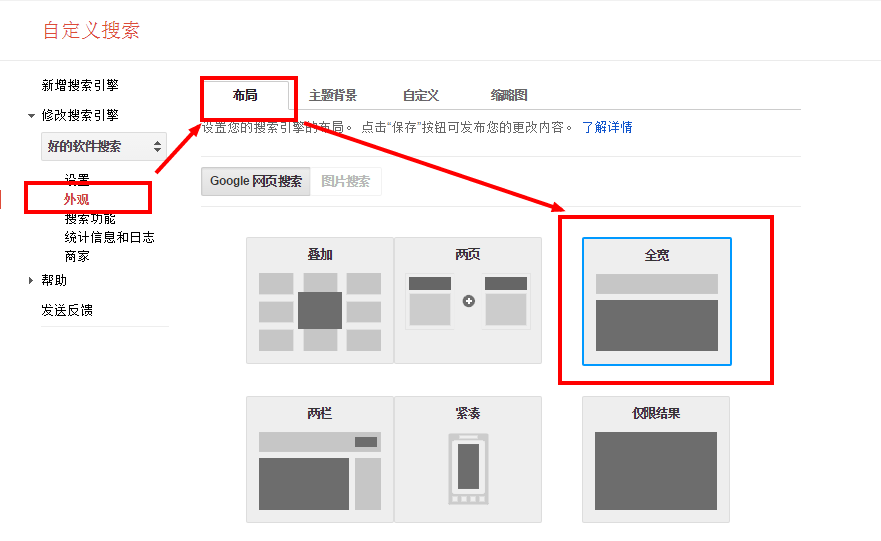 自定义搜索
新增搜索引擎
修改搜索引擎
好的软件搜索
设置
外观
搜索功能
统计信息和日志
商家
帮助
发送反馈
布局 主题背景 自定义 缩略图
设置您的搜索引擎的布局。 点击“保存”按钮可发布您的更改内容。 了解详情
Google 网页搜索 图片搜索
叠加 两页 全宽
两栏 紧凑 仅限结果